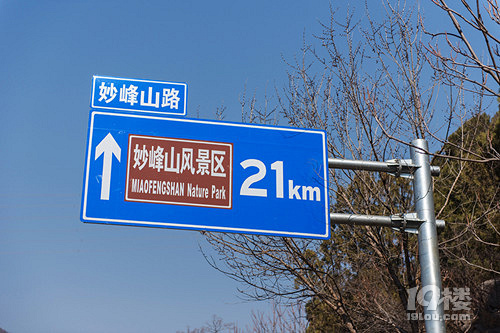 妙峰山路
妙峰山风景区
MIAOFENGSHAN Nature Park
21km
19楼
19lou.com